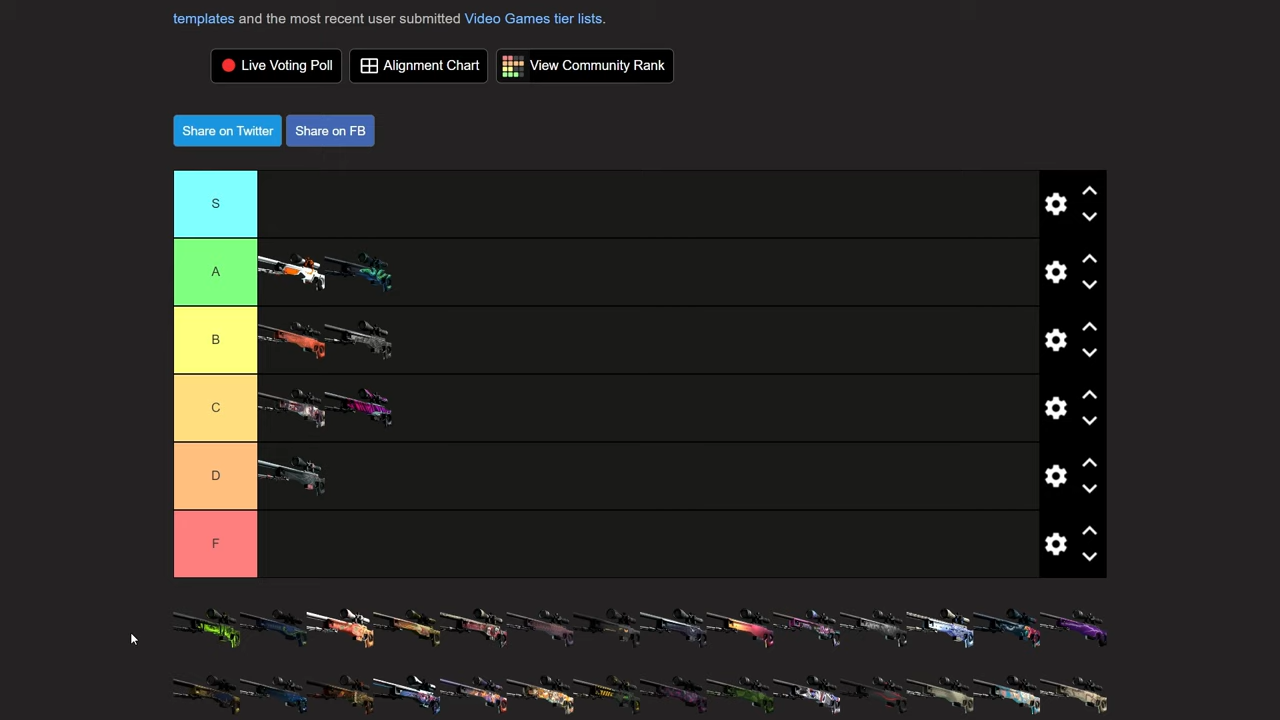 templates and the most recent user submitted Video Games tier lists.
Live Voting Poll
Alignment Chart
View Community Rank
Share on Twitter
Share on FB
S
A
B
C
D
F